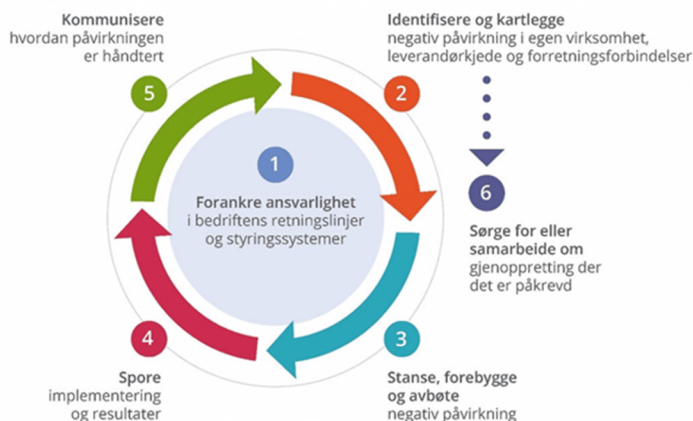 1
Forankre ansvarlighet
i bedriftens retningslinjer
og styringssystemer
2
Identifisere og kartlegge
negativ påvirkning i egen virksomhet,
leverandørkjede og forretningsforbindelser
3
Stanse, forebygge
og avbøte
negativ påvirkning
4
Spore
implementering
og resultater
5
Kommunisere
hvordan påvirkningen
er håndtert
6
Sørge for eller
samarbeide om
gjenoppretting der
det er påkrevd